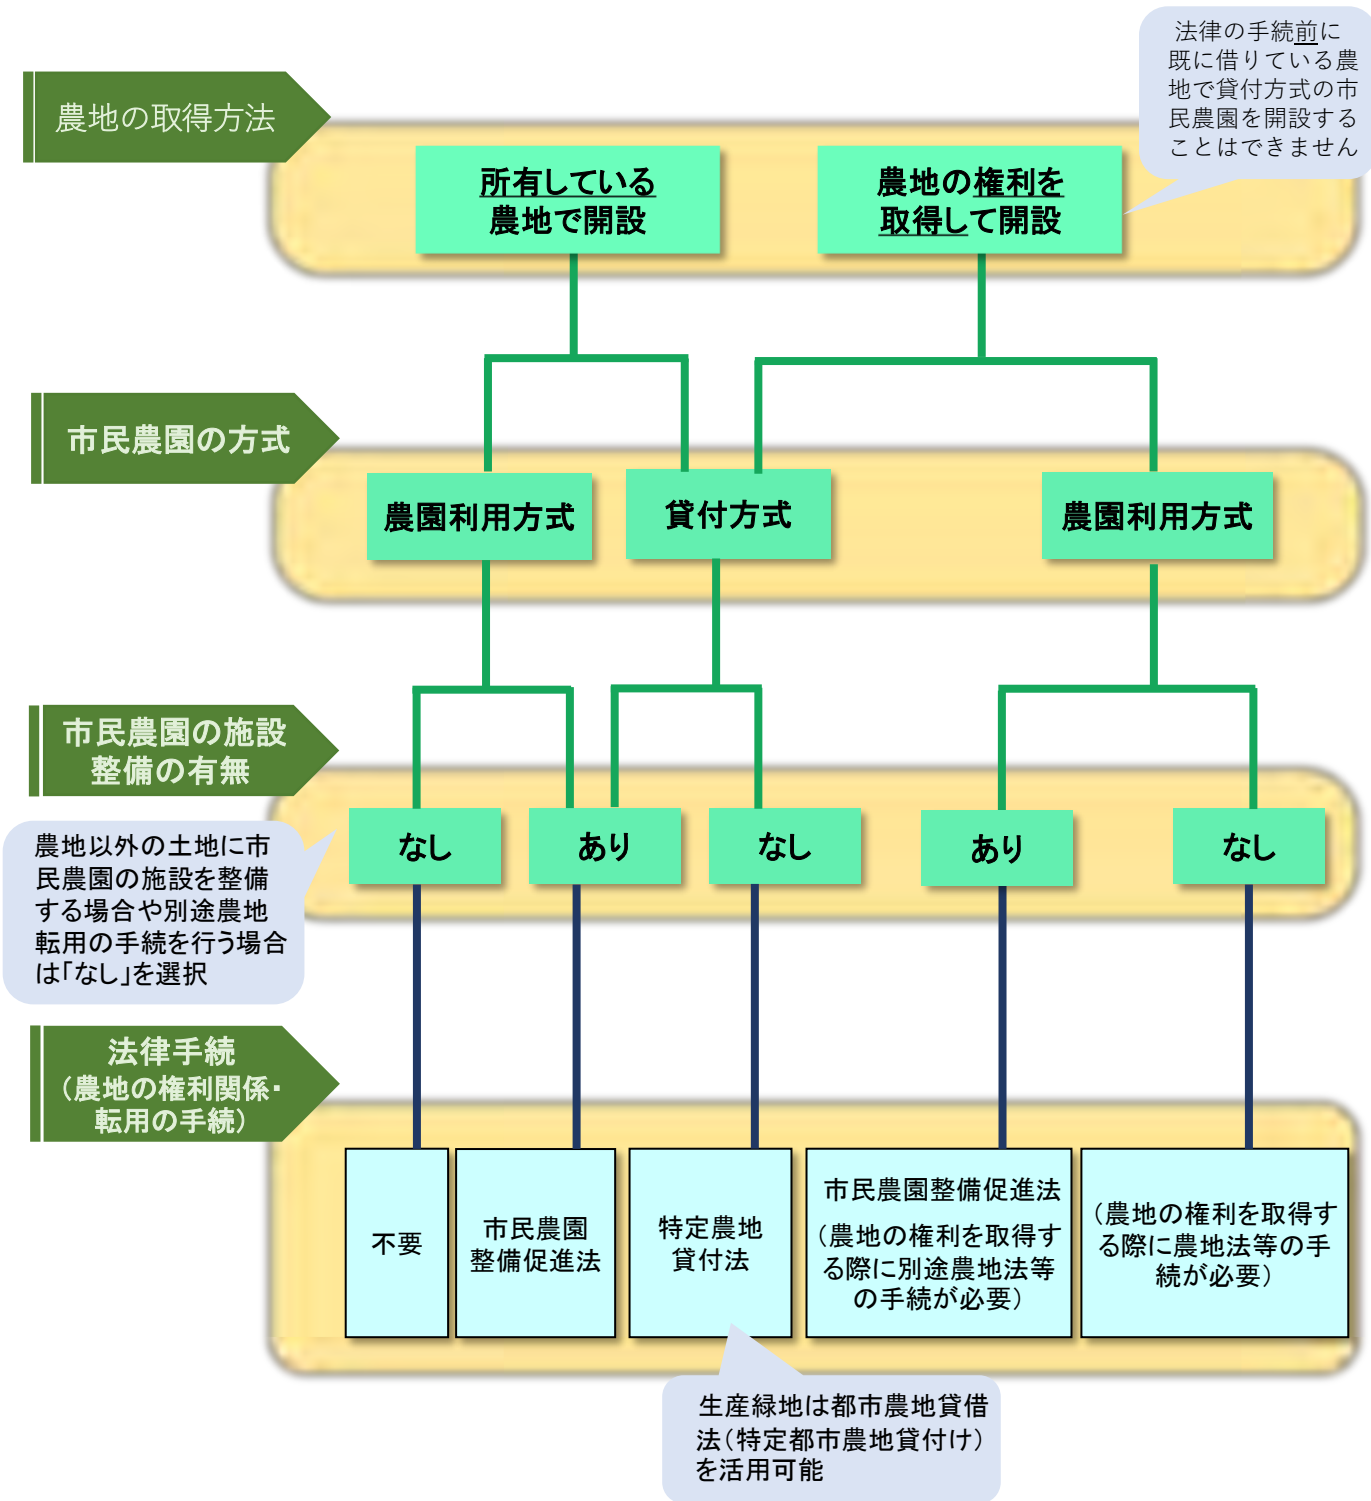 法律の手続前に
既に借りている農
地で貸付方式の市
民農園を開設する
ことはできません
農地の取得方法
所有している
農地で開設
農地の権利を
取得して開設
市民農園の方式
農園利用方式
貸付方式
農園利用方式
市民農園の施設
整備の有無
なし
あり
なし
あり
なし
農地以外の土地に市
民農園の施設を整備
する場合や別途農地
転用の手続を行う場合
は「なし」を選択
法律手続
（農地の権利関係・
転用の手続）
不要
市民農園
整備促進法
特定農地
貸付法
市民農園整備促進法
（農地の権利を取得す
る際に別途農地法等
の手続が必要）
（農地の権利を取得す
る際に農地法等の手
続が必要）
生産緑地は都市農地貸借
法（特定都市農地貸付け）
を活用可能